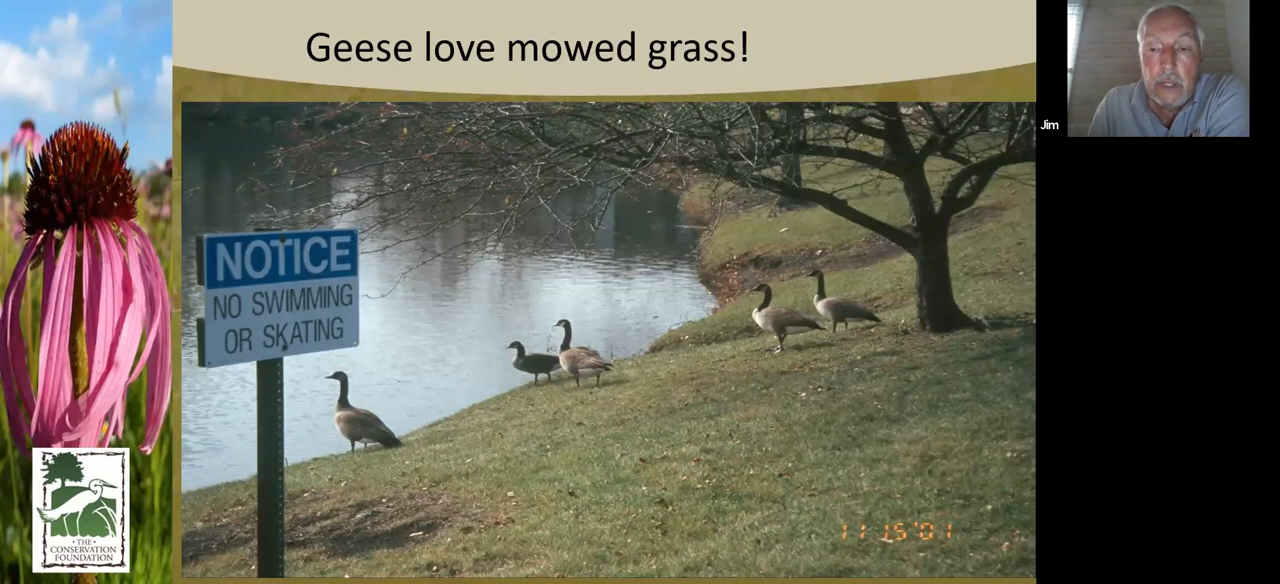 Geese love mowed grass!
Jim
NOTICE
NO SWIMMING
OR SKATING
11 15 '01
· THE ·
CONSERVATION
FOUNDATION